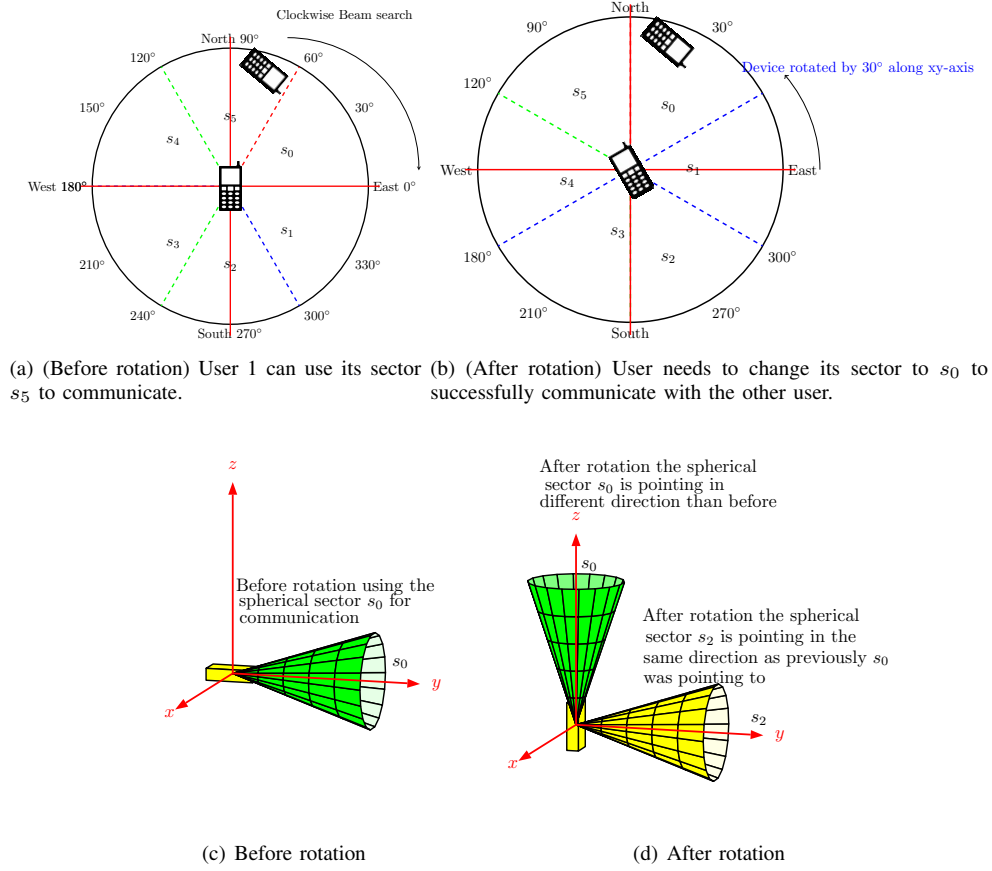 Clockwise Beam search
North 90°
120°
60°
150°
30°
s5
s4
s0
West 180°
East 0°
s3
s1
s2
210°
330°
240°
300°
South 270°
North
90°
30°
Device rotated by 30° along xy-axis
120°
s5
s0
West
East
s4
s1
s3
s2
180°
300°
210°
270°
South
(a) (Before rotation) User 1 can use its sector
s5 to communicate.
(b) (After rotation) User needs to change its sector to s0 to
successfully communicate with the other user.
z
Before rotation using the
spherical sector s0 for
communication
s0
y
x
(c) Before rotation
After rotation the spherical
sector s0 is pointing in
different direction than before
z
s0
After rotation the spherical
sector s2 is pointing in the
same direction as previously s0
was pointing to
s2
y
x
(d) After rotation